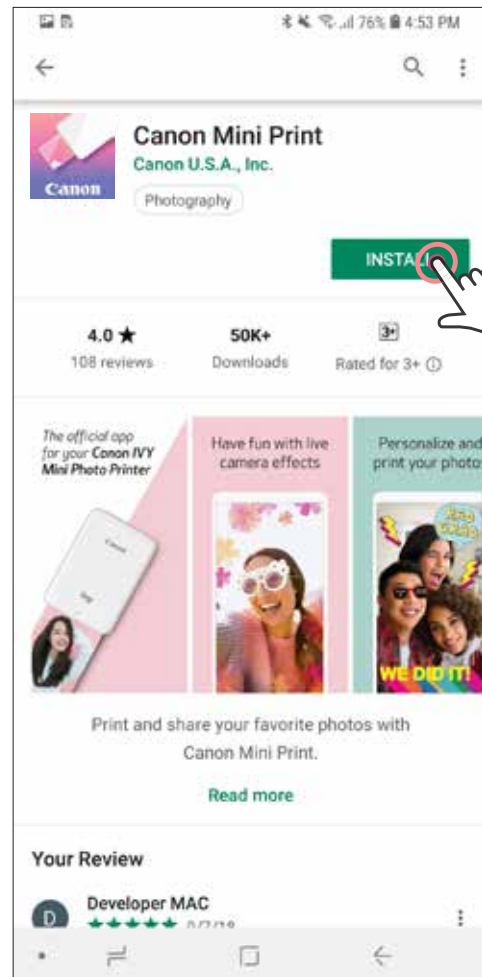 76% 4:53 PM
Canon Mini Print
Canon U.S.A., Inc.
Canon
Photography
INSTALL
4.0 ★
50K+
3+
108 reviews
Downloads
Rated for 3+
The official app
for your Canon IVY
Mini Photo Printer
Have fun with live
camera effects
Personalize and
print your photo
Canon
WE DID IT!
Print and share your favorite photos with
Canon Mini Print.
Read more
Your Review
D
Developer MAC